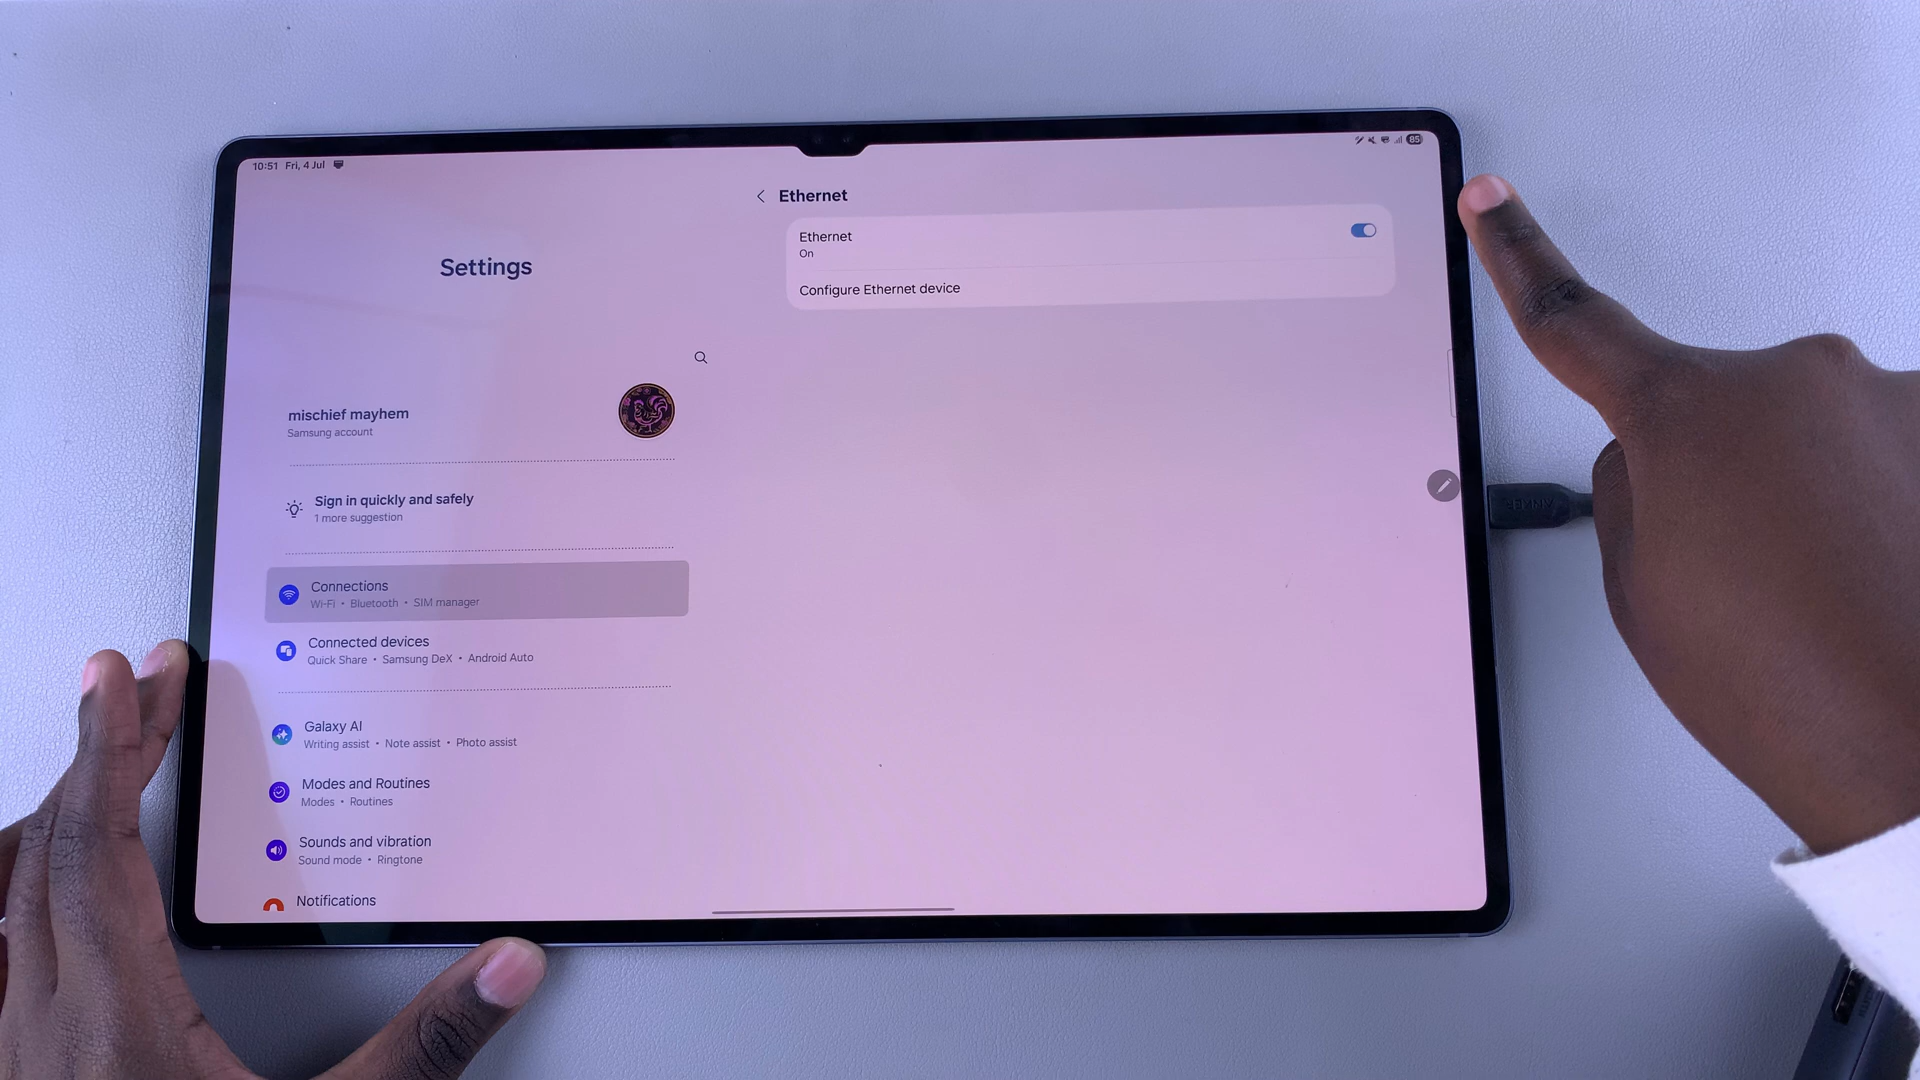 10:51 Fri, 4 Jul
85
Settings
mischief mayhem
Samsung account
Sign in quickly and safely
1 more suggestion
Connections
Wi-Fi • Bluetooth • SIM manager
Connected devices
Quick Share • Samsung DeX • Android Auto
Galaxy AI
Writing assist • Note assist • Photo assist
Modes and Routines
Modes • Routines
Sounds and vibration
Sound mode • Ringtone
Notifications
Ethernet
Ethernet
On
Configure Ethernet device
ANKER